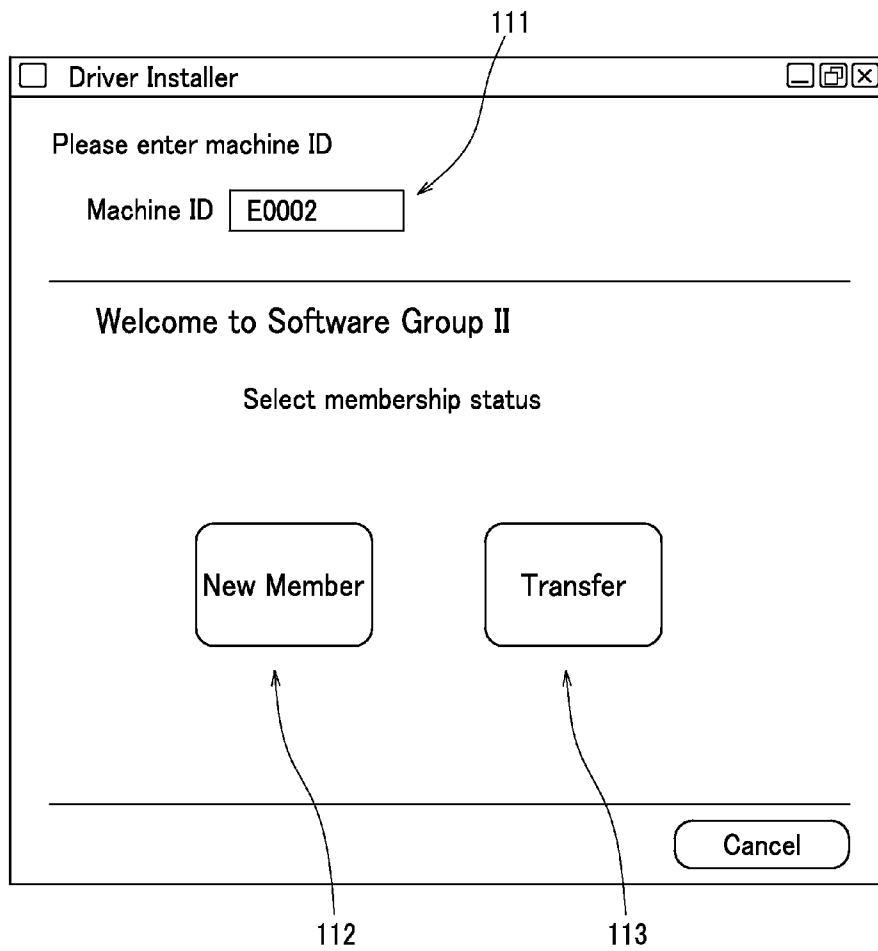 111
Driver Installer
Please enter machine ID
Machine ID E0002
Welcome to Software Group II
Select membership status
New Member Transfer
Cancel
112 113